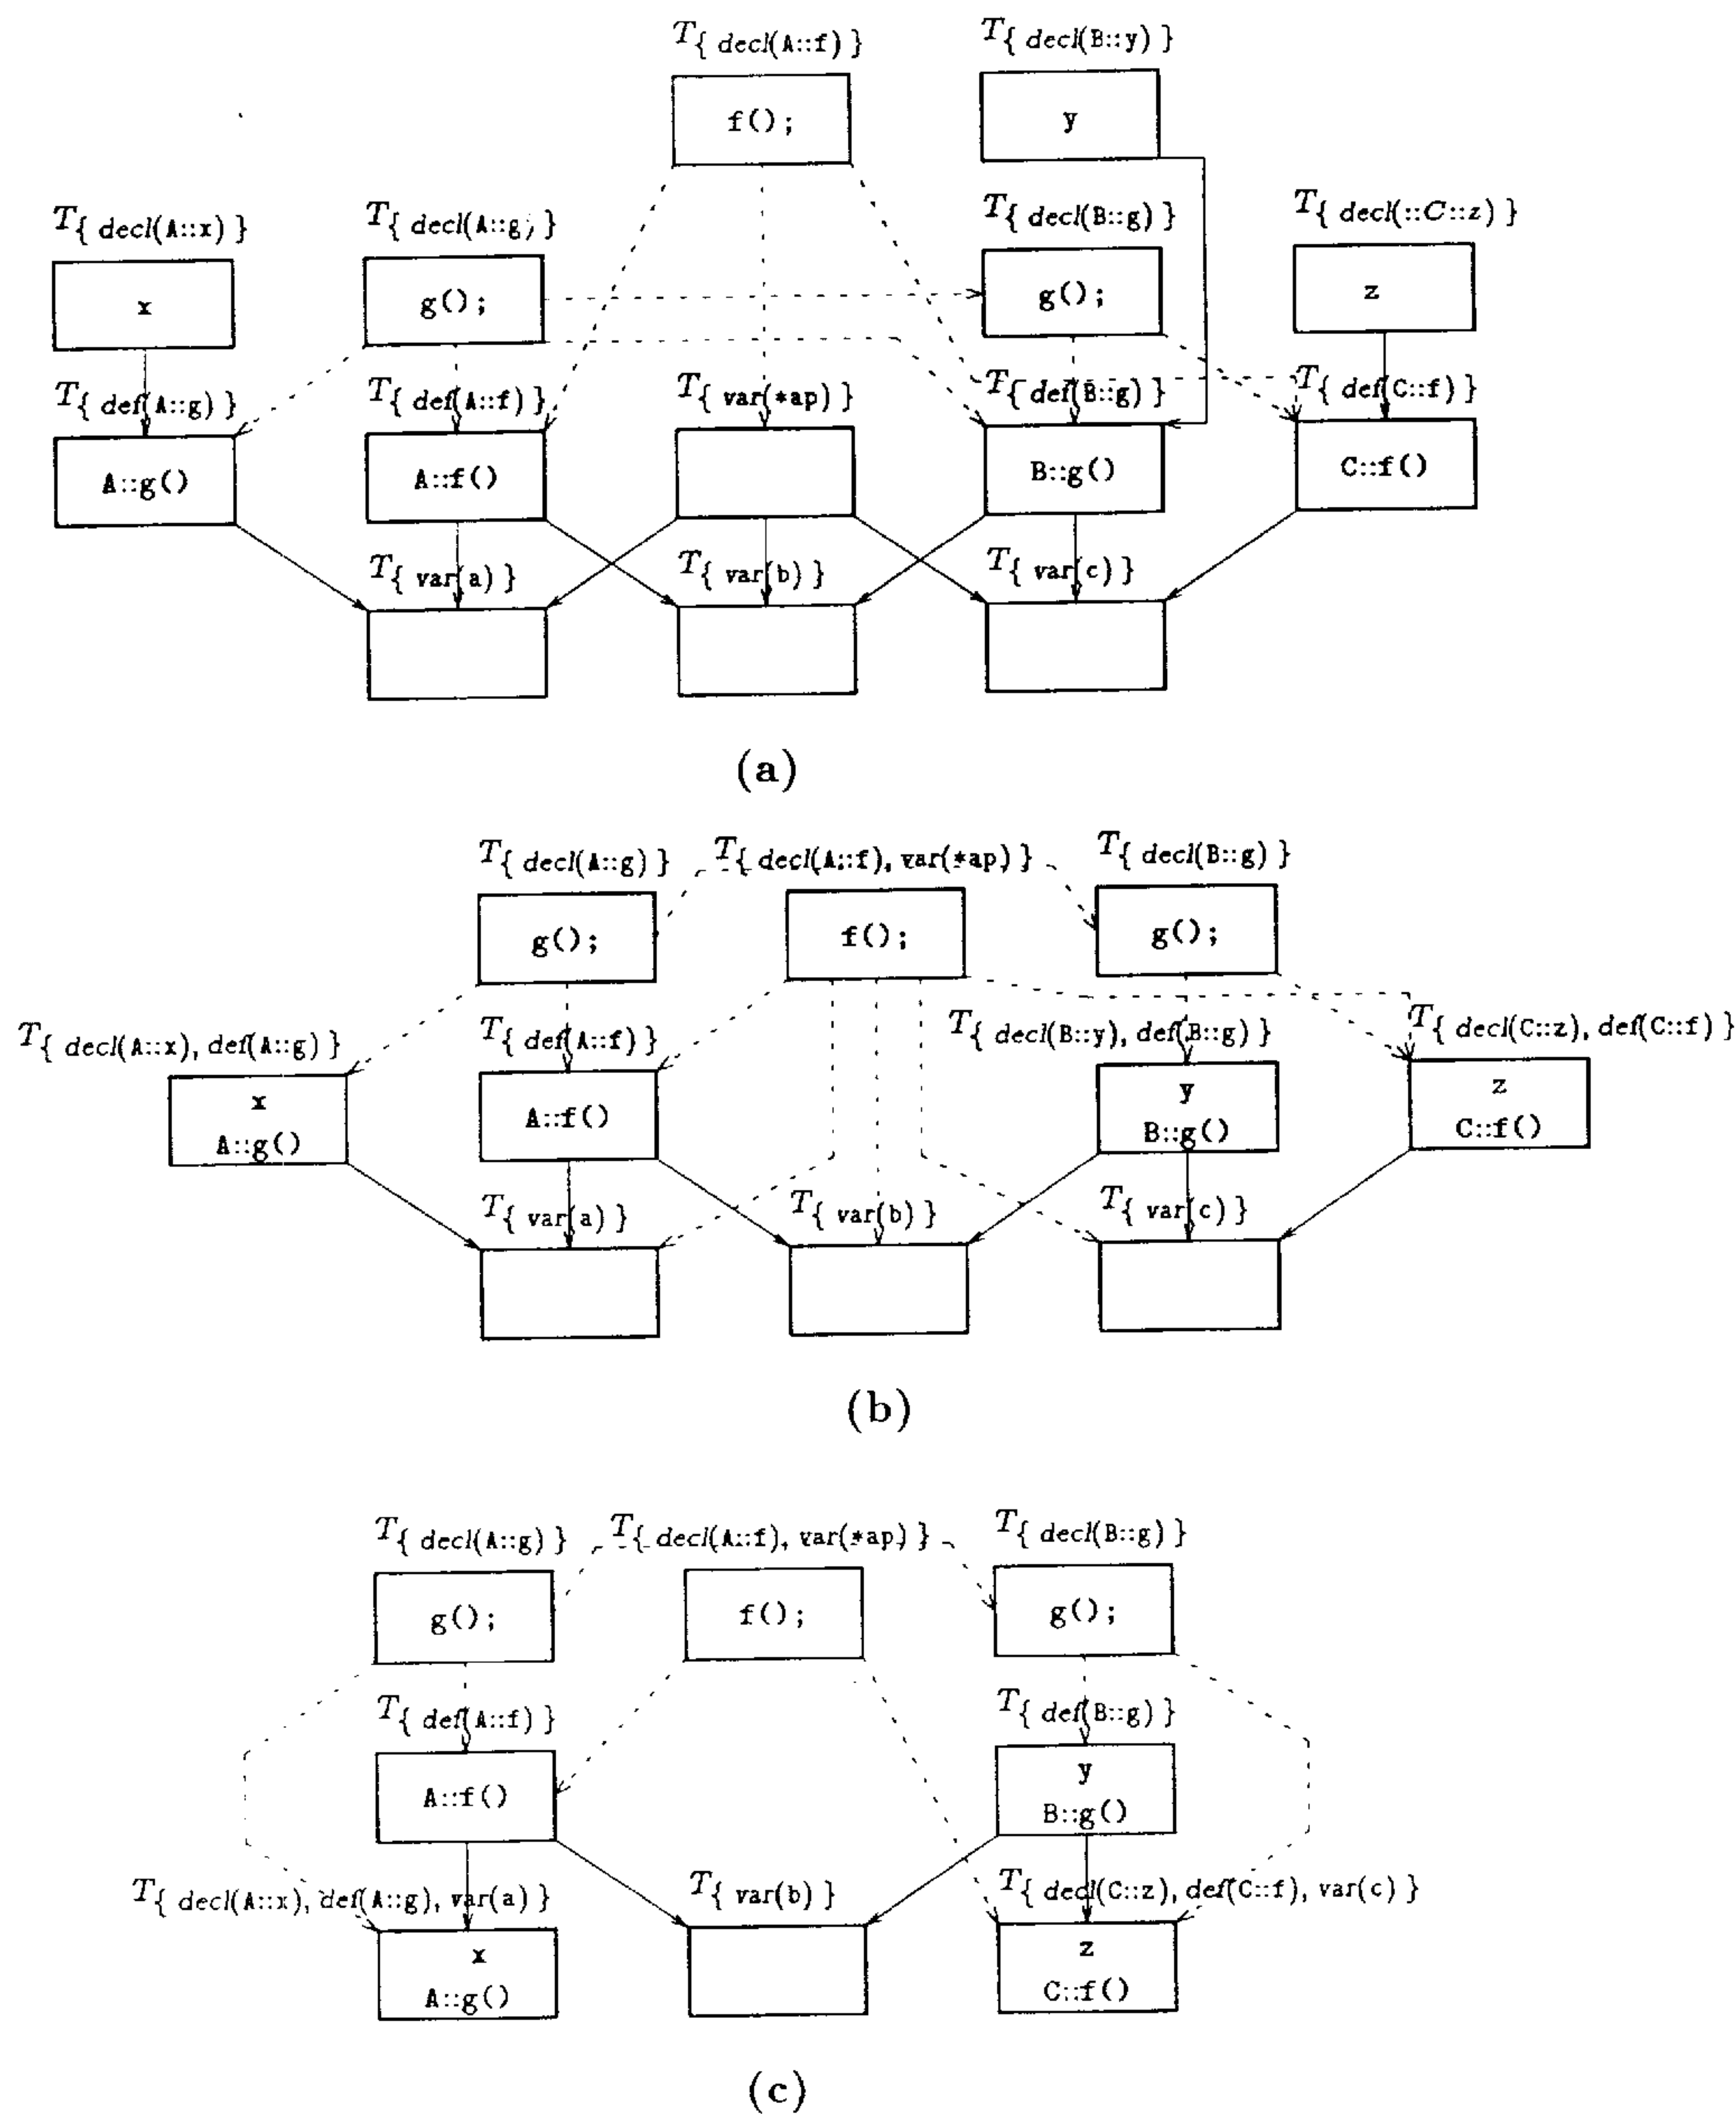 T{ decl(A::f) } T{ decl(B::y) }
f(); y
T{ decl(A::x) } T{ decl(A::g) } T{ decl(B::g) } T{ decl(::C::z) }
x g(); g(); z
T{ def(A::g) } T{ def(A::f) } T{ var(*ap) } T{ def(B::g) } T{ def(C::f) }
A::g() A::f() B::g() C::f()
T{ var(a) } T{ var(b) } T{ var(c) }
(a)
T{ decl(A::g) } T{ decl(A::f), var(*ap) } T{ decl(B::g) }
g(); f(); g();
T{ decl(A::x), def(A::g) } T{ def(A::f) } T{ decl(B::y), def(B::g) } T{ decl(C::z), def(C::f) }
x y z
A::g() A::f() B::g() C::f()
T{ var(a) } T{ var(b) } T{ var(c) }
(b)
T{ decl(A::g) } T{ decl(A::f), var(*ap) } T{ decl(B::g) }
g(); f(); g();
T{ def(A::f) } T{ def(B::g) }
y
A::f() B::g()
T{ decl(A::x), def(A::g), var(a) } T{ var(b) } T{ decl(C::z), def(C::f), var(c) }
x z
A::g() C::f()
(c)